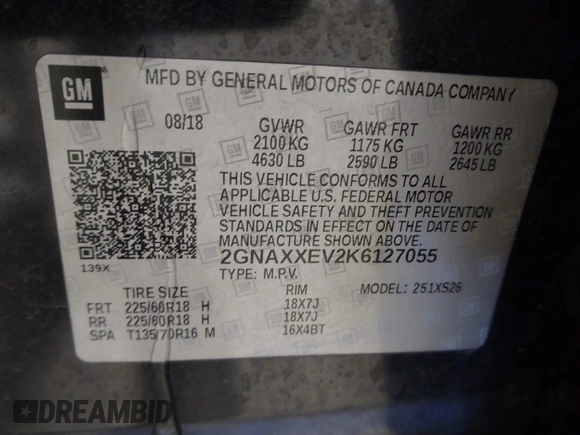 GM
MFD BY GENERAL MOTORS OF CANADA COMPANY
08/18 GVWR GAWR FRT GAWR RR
2100 KG 1175 KG 1200 KG
4630 LB 2590 LB 2645 LB
THIS VEHICLE CONFORMS TO ALL
APPLICABLE U.S. FEDERAL MOTOR
VEHICLE SAFETY AND THEFT PREVENTION
STANDARDS IN EFFECT ON THE DATE OF
MANUFACTURE SHOWN ABOVE.
139X
2GNAXXEV2K6127055
TYPE: M.P.V. MODEL: 251XS26
TIRE SIZE RIM
FRT 225/60R18 H 18X7J
RR 225/60R18 H 18X7J
SPA T135/70R16 M 16X4BT
DREAMBID